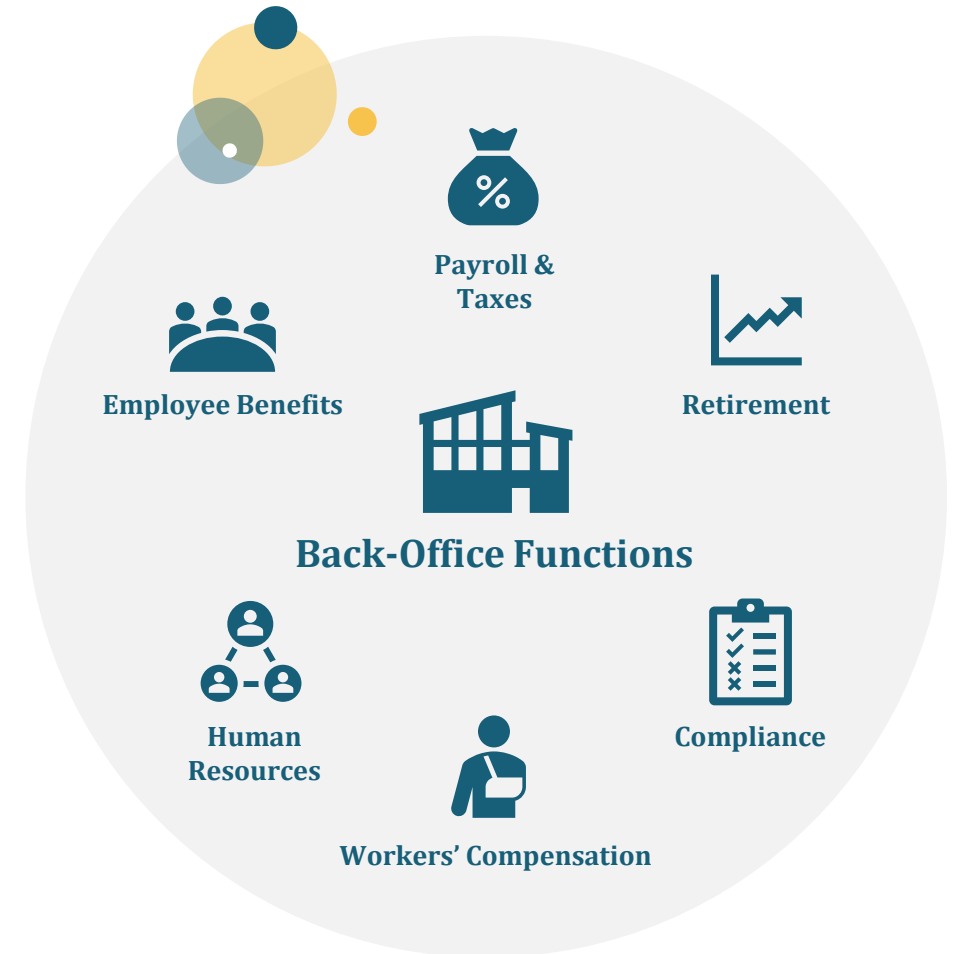 Payroll &
Taxes
Employee Benefits
Retirement
Back-Office Functions
Human
Resources
Compliance
Workers’ Compensation